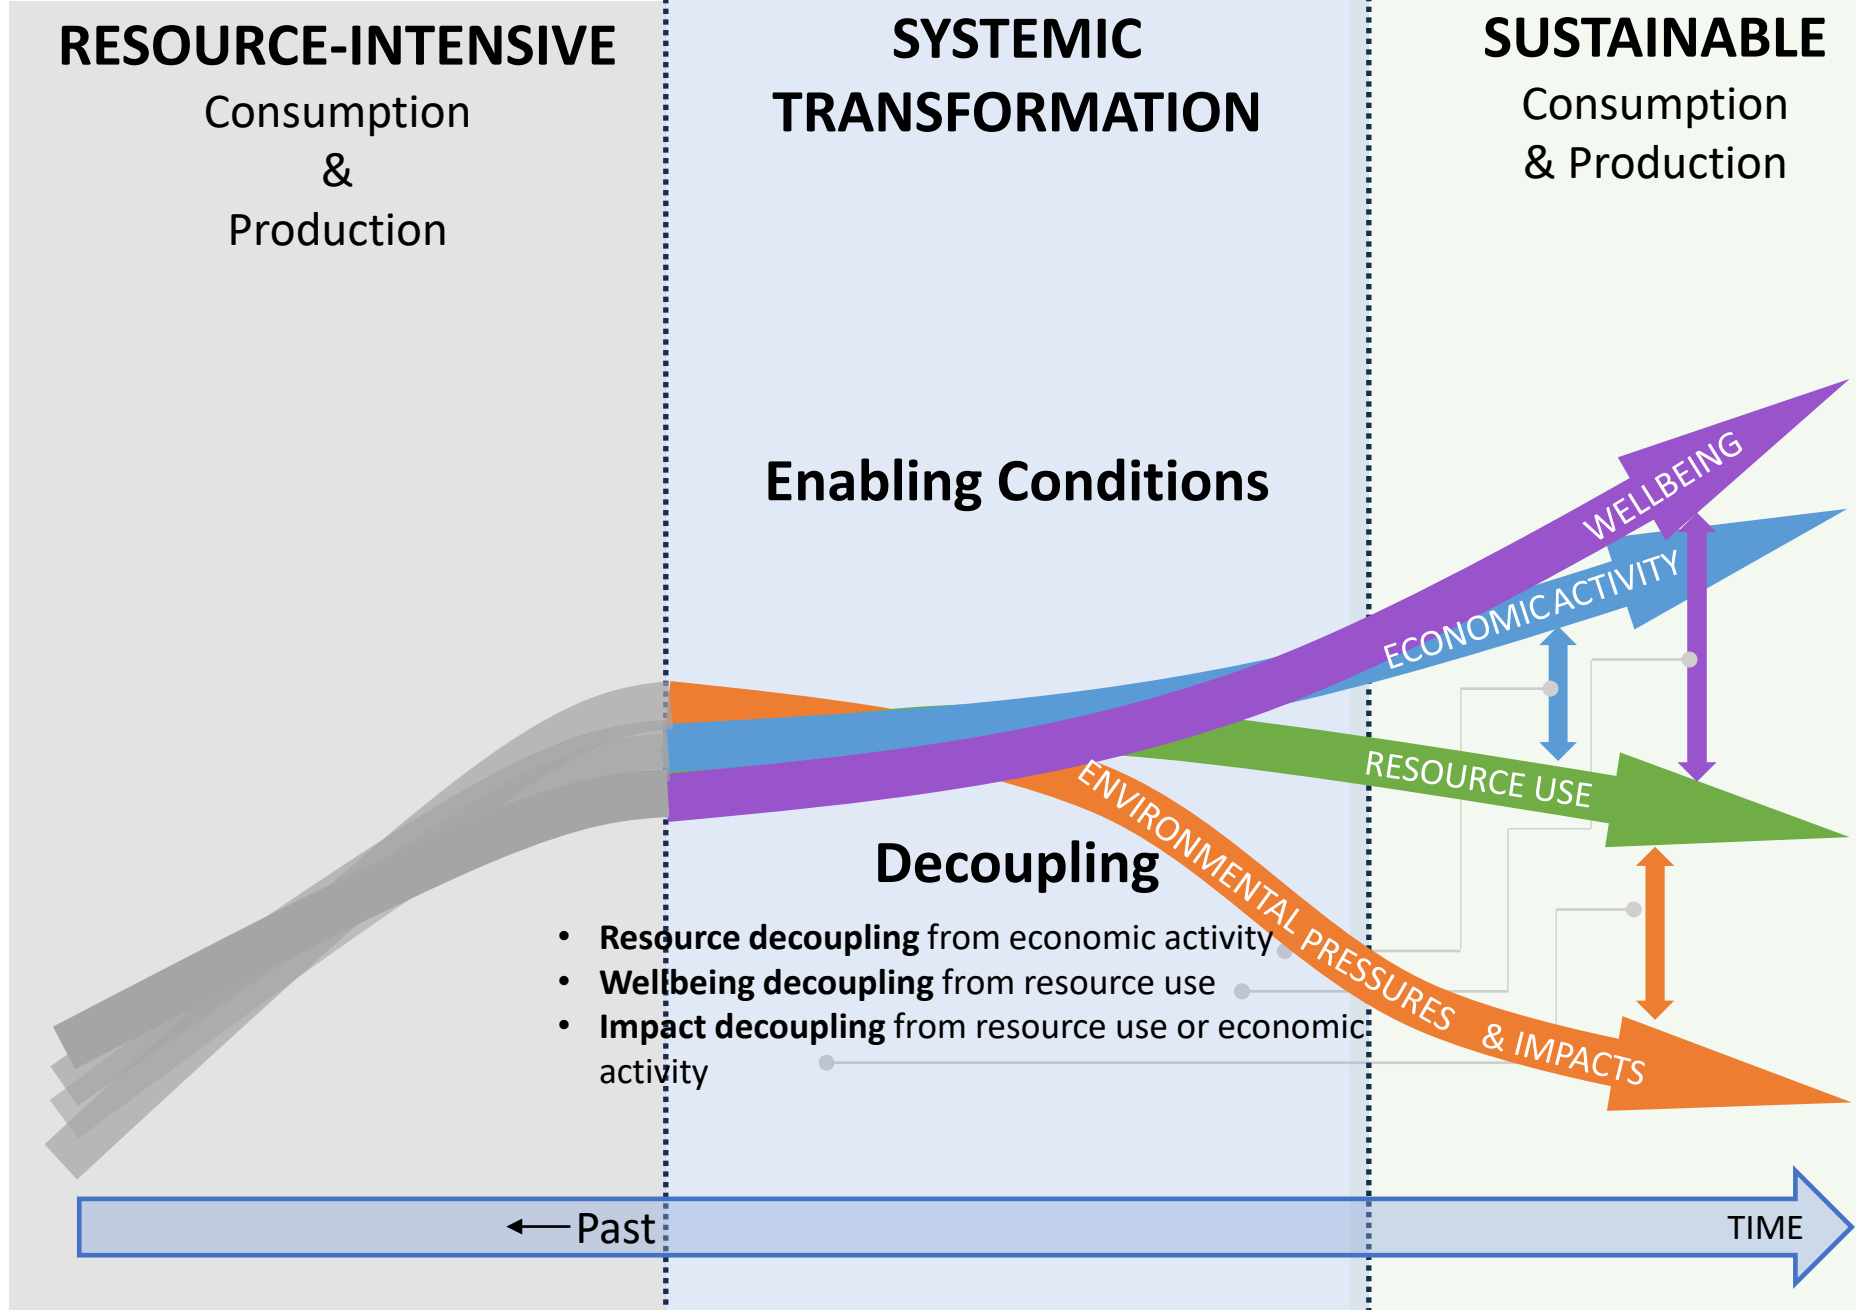 RESOURCE-INTENSIVE
Consumption
&
Production
SYSTEMIC
TRANSFORMATION
SUSTAINABLE
Consumption
& Production
Enabling Conditions
WELLBEING
ECONOMIC ACTIVITY
RESOURCE USE
ENVIRONMENTAL PRESSURES & IMPACTS
Decoupling
• Resource decoupling from economic activity
• Wellbeing decoupling from resource use
• Impact decoupling from resource use or economic
activity
Past
TIME